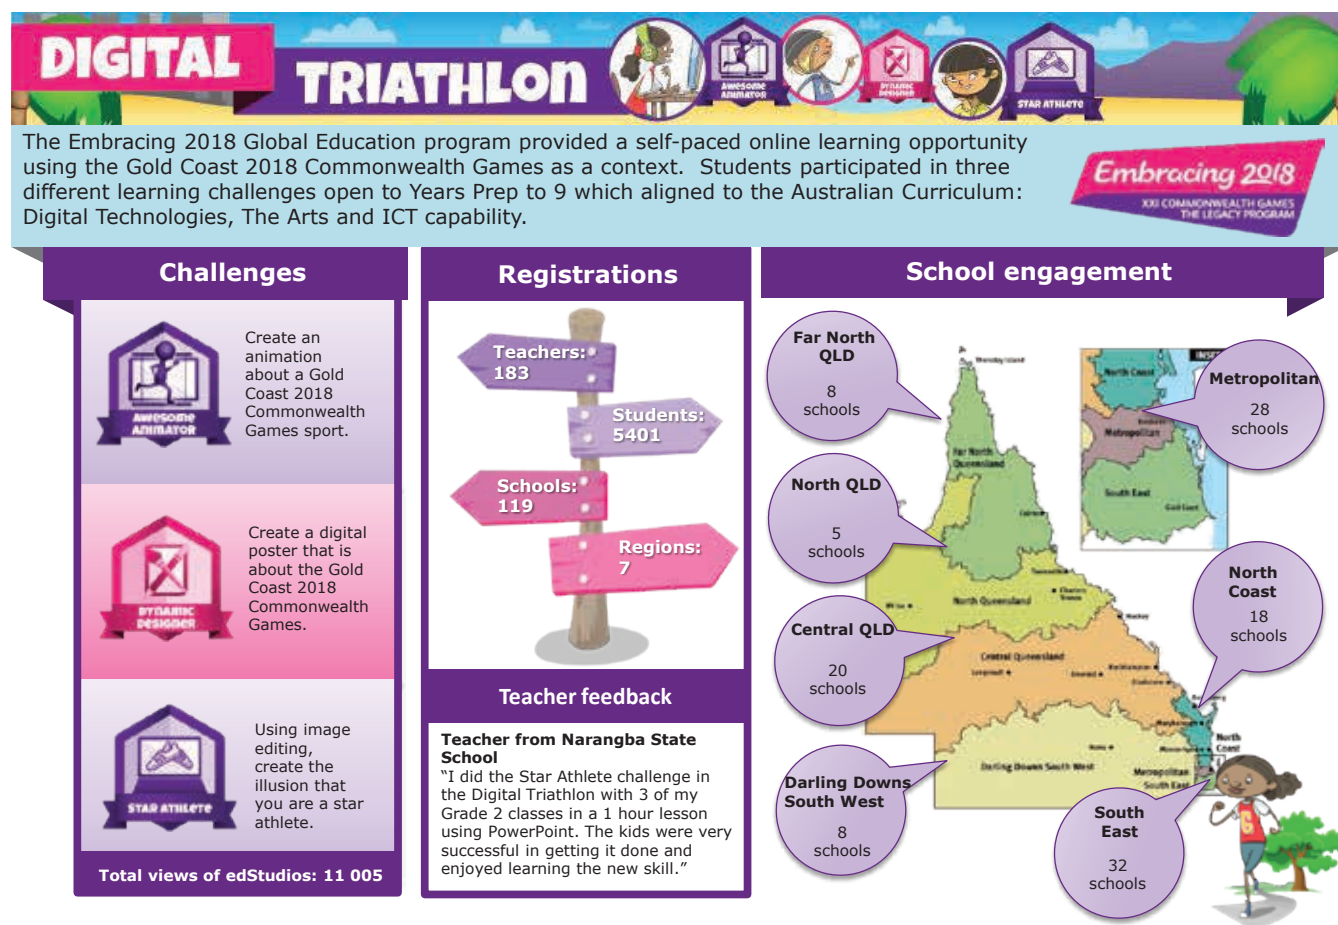 DIGITAL
TRIATHLON
AWESOME
ANIMATOR
DYNAMIC
DESIGNER
STAR ATHLETE
The Embracing 2018 Global Education program provided a self-paced online learning opportunity
using the Gold Coast 2018 Commonwealth Games as a context. Students participated in three
different learning challenges open to Years Prep to 9 which aligned to the Australian Curriculum:
Digital Technologies, The Arts and ICT capability.
Embracing 2018
XXI COMMONWEALTH GAMES
THE LEGACY PROGRAM
Challenges
AWESOME
ANIMATOR
Create an
animation
about a Gold
Coast 2018
Commonwealth
Games sport.
DYNAMIC
DESIGNER
Create a digital
poster that is
about the Gold
Coast 2018
Commonwealth
Games.
STAR ATHLETE
Using image
editing,
create the
illusion that
you are a star
athlete.
Total views of edStudios: 11 005
Registrations
Teachers:
183
Students:
5401
Schools:
119
Regions:
7
Teacher feedback
Teacher from Narangba State
School
“I did the Star Athlete challenge in
the Digital Triathlon with 3 of my
Grade 2 classes in a 1 hour lesson
using PowerPoint. The kids were very
successful in getting it done and
enjoyed learning the new skill.”
School engagement
Far North
QLD
8
schools
Metropolitan
28
schools
North QLD
5
schools
North
Coast
18
schools
Central QLD
20
schools
Darling Downs
South West
8
schools
South
East
32
schools
Thursday Island
Far North
Queensland
North Queensland
Central Queensland
Darling Downs South West
North
Coast
Metropolitan
South East
North Coast
Metropolitan
South East
Gold Coast